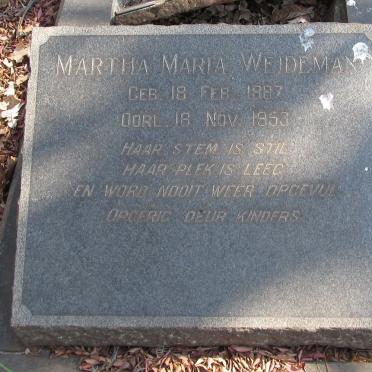 MARTHA MARIA WEIDEMAN
GEB. 18 FEB. 1887
OORL. 18 NOV. 1953
HAAR STEM IS STIL
HAAR PLEK IS LEEG
EN WORD NOOIT WEER OPGEVUL
OPGERIG DEUR KINDERS